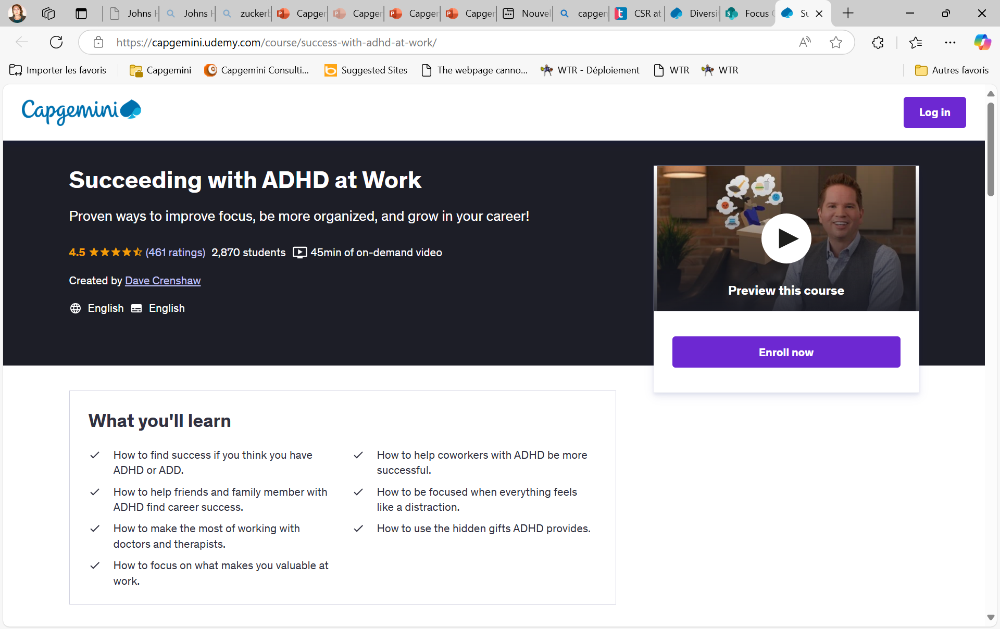 Johns H
Johns H
zuckerb
Capger
Capger
Capger
Capger
Nouvel
capgem
CSR at
Diversit
Focus
Su
https://capgemini.udemy.com/course/success-with-adhd-at-work/
Importer les favoris
Capgemini
Capgemini Consulti...
Suggested Sites
The webpage canno...
WTR - Déploiement
WTR
WTR
Autres favoris
Capgemini
Log in
Succeeding with ADHD at Work
Proven ways to improve focus, be more organized, and grow in your career!
4.5 (461 ratings) 2,870 students 45min of on-demand video
Created by Dave Crenshaw
English English
Preview this course
Enroll now
What you'll learn
How to find success if you think you have
ADHD or ADD.
How to help friends and family member with
ADHD find career success.
How to make the most of working with
doctors and therapists.
How to focus on what makes you valuable at
work.
How to help coworkers with ADHD be more
successful.
How to be focused when everything feels
like a distraction.
How to use the hidden gifts ADHD provides.